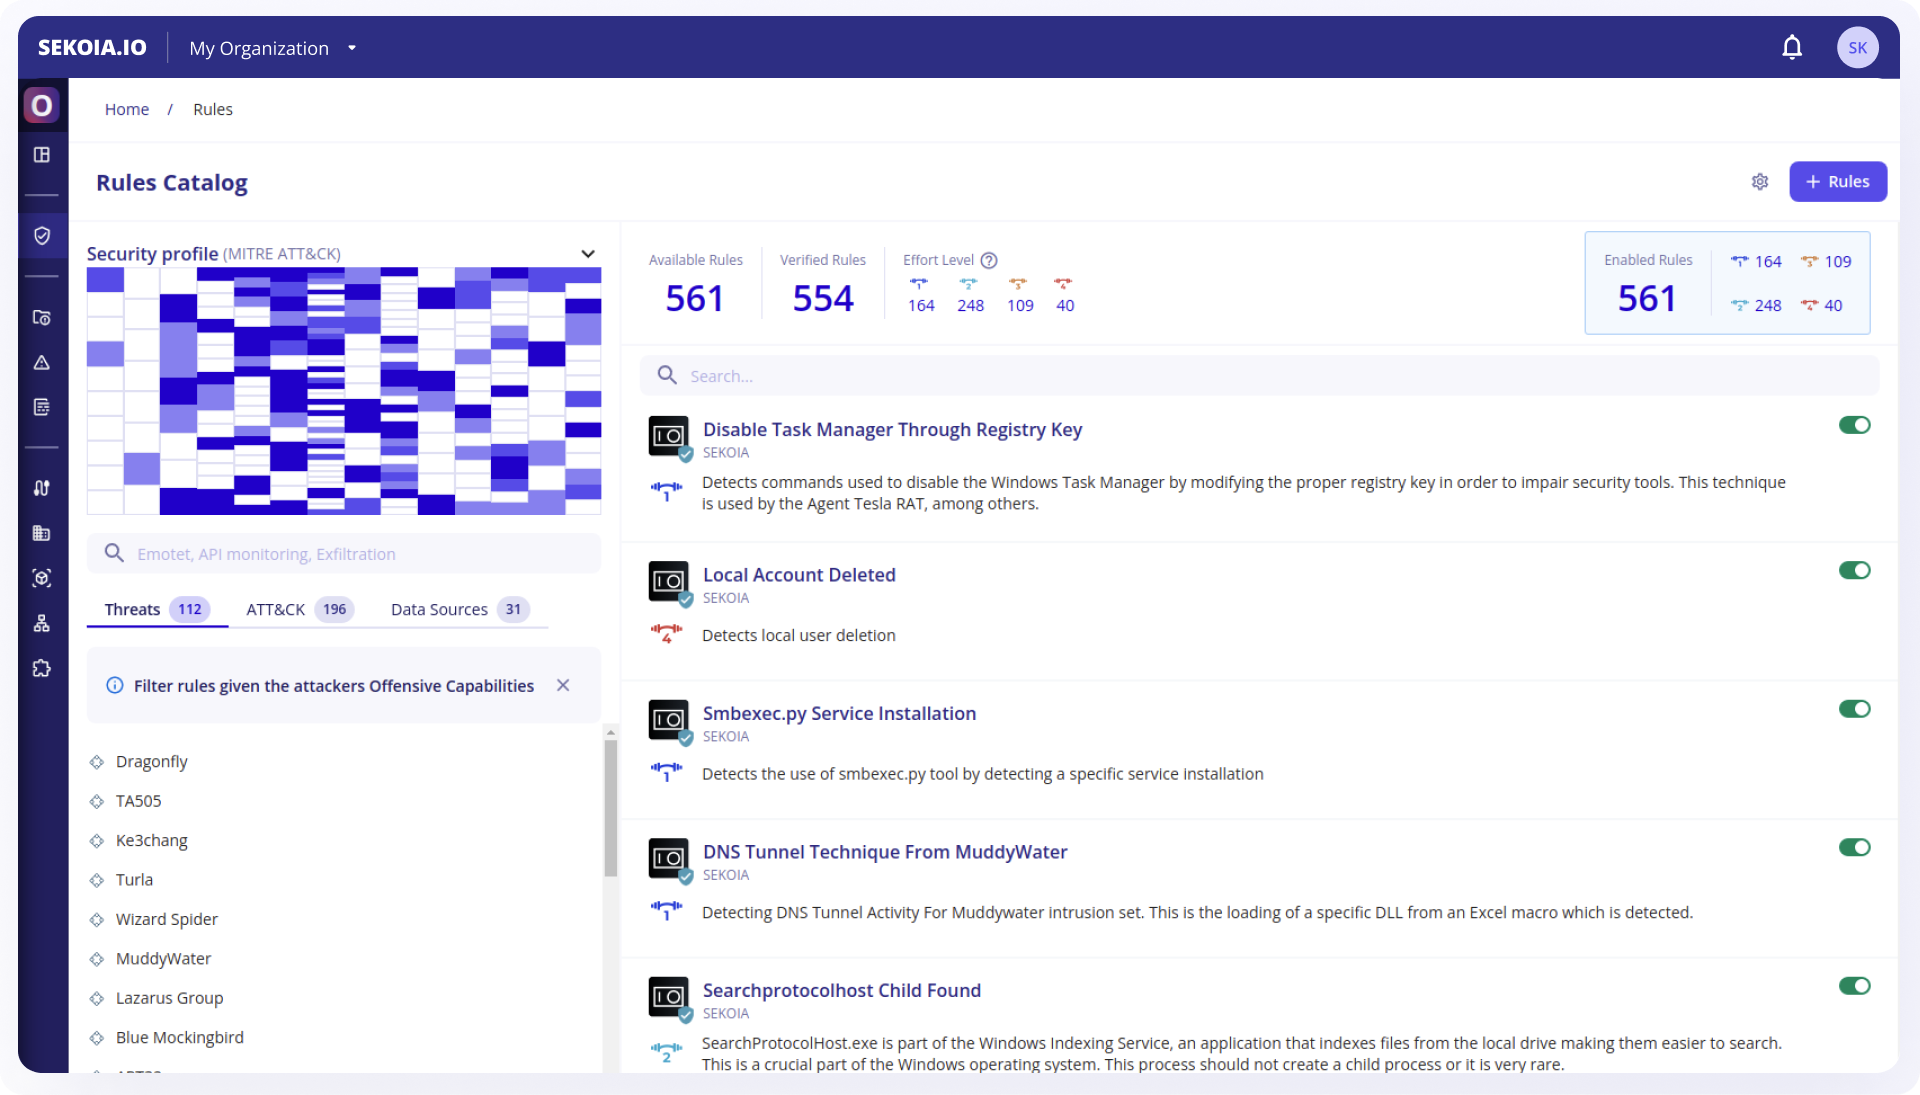 SEKOIA.IO
My Organization
SK
Home / Rules
Rules Catalog
+ Rules
Security profile (MITRE ATT&CK)
Emotet, API monitoring, Exfiltration
Threats 112
ATT&CK 196
Data Sources 31
Filter rules given the attackers Offensive Capabilities
Dragonfly
TA505
Ke3chang
Turla
Wizard Spider
MuddyWater
Lazarus Group
Blue Mockingbird
Available Rules
561
Verified Rules
554
Effort Level ?
1 2 3 4
164 248 109 40
Enabled Rules
561
1 164 3 109
2 248 4 40
Search...
Disable Task Manager Through Registry Key
SEKOIA
1
Detects commands used to disable the Windows Task Manager by modifying the proper registry key in order to impair security tools. This technique
is used by the Agent Tesla RAT, among others.
Local Account Deleted
SEKOIA
4
Detects local user deletion
Smbexec.py Service Installation
SEKOIA
1
Detects the use of smbexec.py tool by detecting a specific service installation
DNS Tunnel Technique From MuddyWater
SEKOIA
1
Detecting DNS Tunnel Activity For Muddywater intrusion set. This is the loading of a specific DLL from an Excel macro which is detected.
Searchprotocolhost Child Found
SEKOIA
2
SearchProtocolHost.exe is part of the Windows Indexing Service, an application that indexes files from the local drive making them easier to search.
This is a crucial part of the Windows operating system. This process should not create a child process or it is very rare.